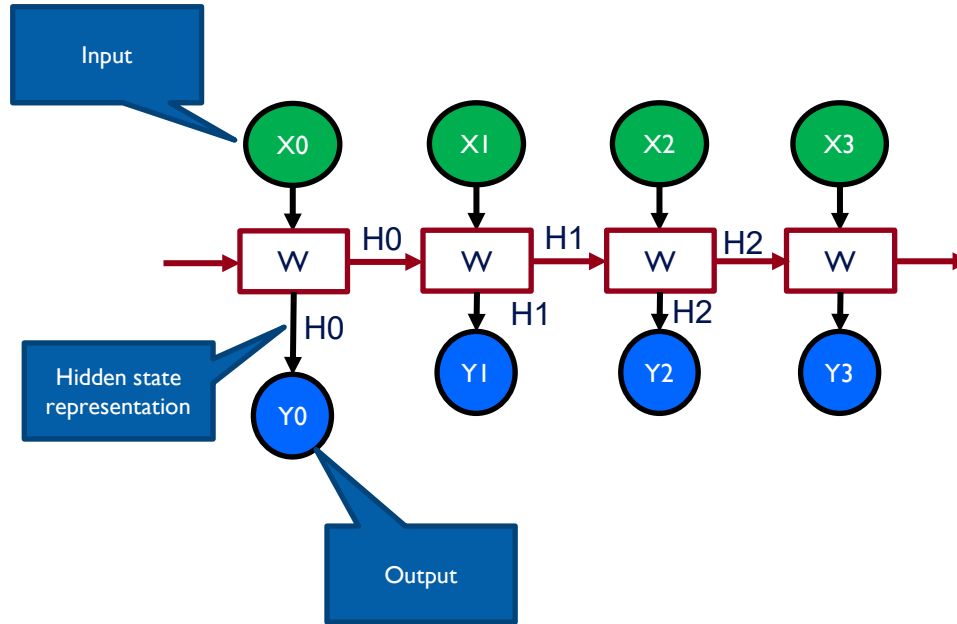 Input
X0
X1
X2
X3
W
H0
W
H1
W
H2
W
H0
H1
H2
Hidden state
representation
Y0
Y1
Y2
Y3
Output